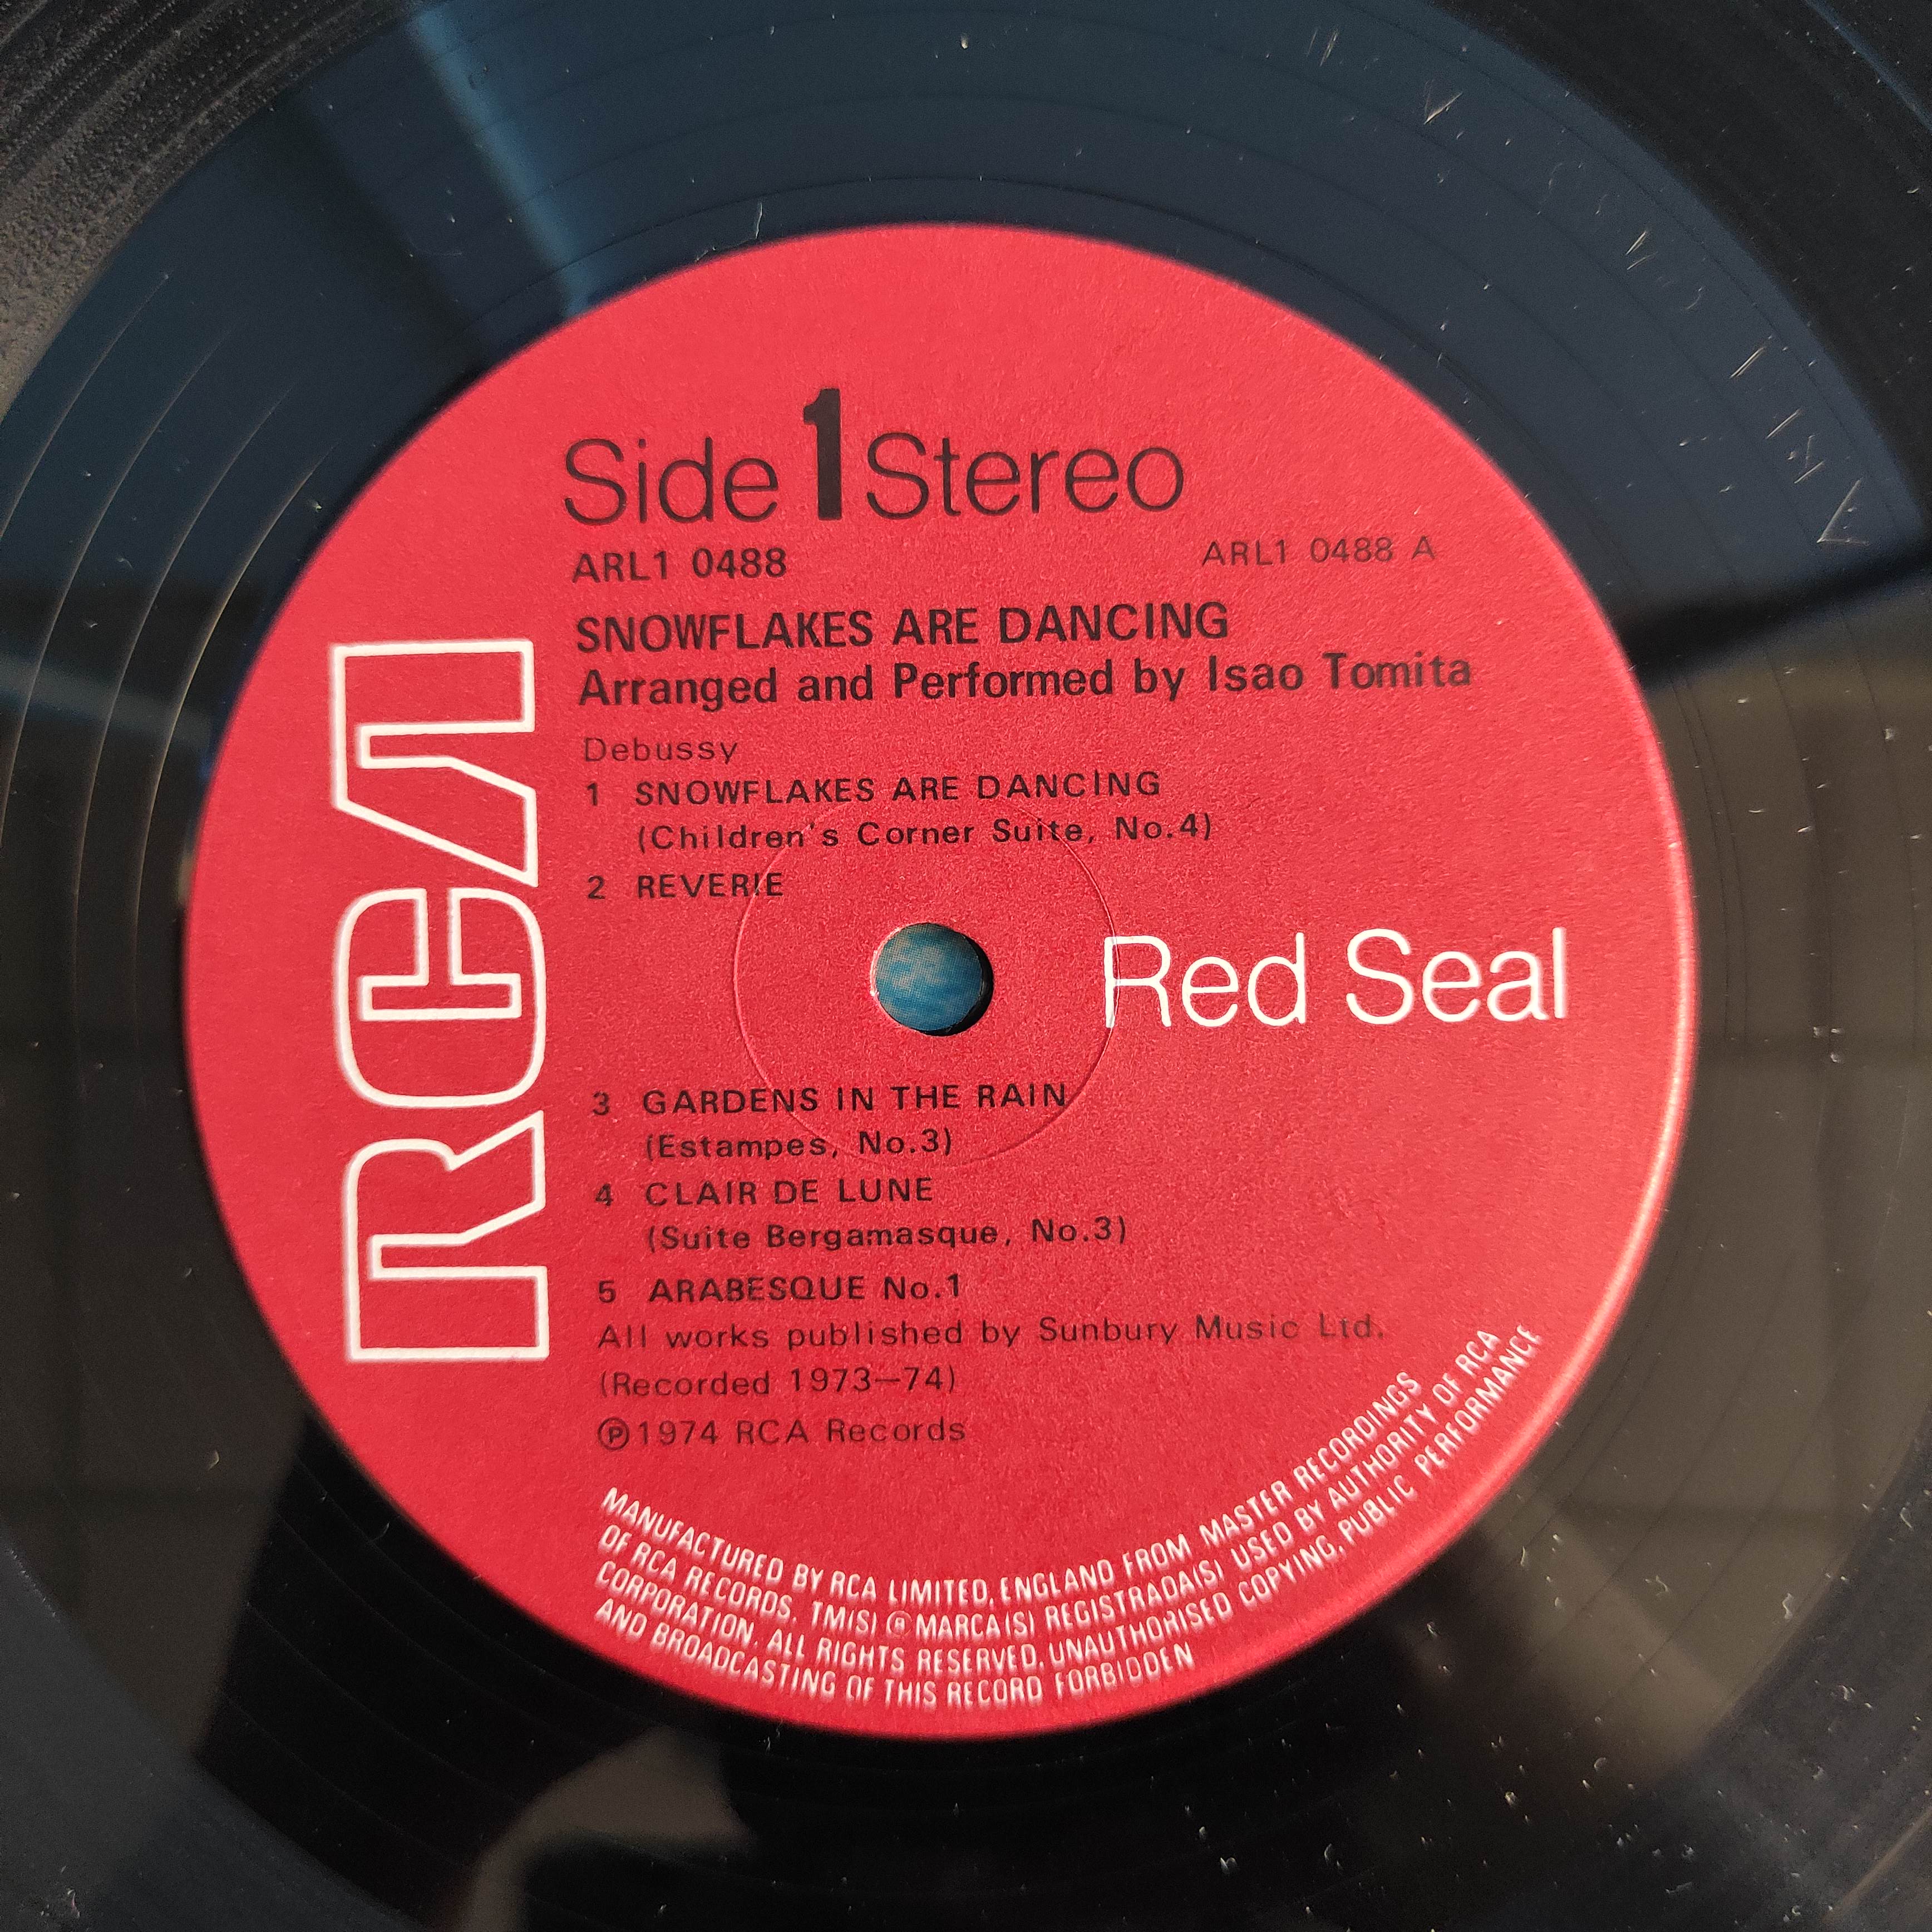 Side 1 Stereo
ARL1 0488 ARL1 0488 A
SNOWFLAKES ARE DANCING
Arranged and Performed by Isao Tomita
Debussy
1 SNOWFLAKES ARE DANCING
(Children's Corner Suite, No.4)
2 REVERIE
RCA
Red Seal
3 GARDENS IN THE RAIN
(Estampes, No.3)
4 CLAIR DE LUNE
(Suite Bergamasque, No.3)
5 ARABESQUE No.1
All works published by Sunbury Music Ltd.
(Recorded 1973—74)
℗1974 RCA Records
MANUFACTURED BY RCA LIMITED, ENGLAND FROM MASTER RECORDINGS
OF RCA RECORDS. TM(S) ® MARCA(S) REGISTRADA(S) USED BY AUTHORITY OF RCA
CORPORATION. ALL RIGHTS RESERVED. UNAUTHORISED COPYING, PUBLIC PERFORMANCE
AND BROADCASTING OF THIS RECORD FORBIDDEN